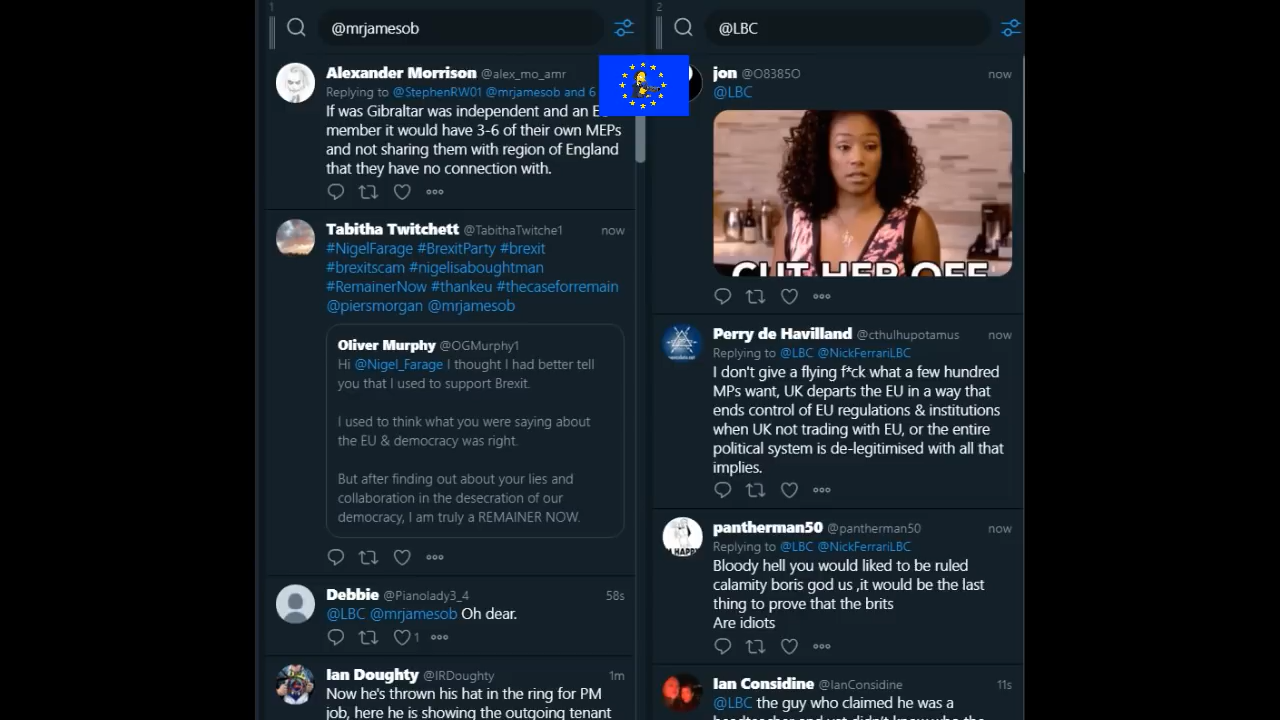 1
@mrjamesob
Alexander Morrison @alex_mo_amr
Replying to @StephenRW01 @mrjamesob and 6
If was Gibraltar was independent and an E
member it would have 3-6 of their own MEPs
and not sharing them with region of England
that they have no connection with.
Tabitha Twitchett @TabithaTwitche1 now
#NigelFarage #BrexitParty #brexit
#brexitscam #nigelisaboughtman
#RemainerNow #thankeu #thecaseforremain
@piersmorgan @mrjamesob
Oliver Murphy @OGMurphy1
Hi @Nigel_Farage I thought I had better tell
you that I used to support Brexit.
I used to think what you were saying about
the EU & democracy was right.
But after finding out about your lies and
collaboration in the desecration of our
democracy, I am truly a REMAINER NOW.
Debbie @Pianolady3_4 58s
@LBC @mrjamesob Oh dear.
1
Ian Doughty @IRDoughty 1m
Now he's thrown his hat in the ring for PM
job, here he is showing the outgoing tenant
2
@LBC
jon @O8385O now
@LBC
CUT HER OFF
Perry de Havilland @cthulhupotamus now
Replying to @LBC @NickFerrariLBC
I don't give a flying f*ck what a few hundred
MPs want, UK departs the EU in a way that
ends control of EU regulations & institutions
when UK not trading with EU, or the entire
political system is de-legitimised with all that
implies.
pantherman50 @pantherman50 now
Replying to @LBC @NickFerrariLBC
Bloody hell you would liked to be ruled
calamity boris god us ,it would be the last
thing to prove that the brits
Are idiots
Ian Considine @IanConsidine 11s
@LBC the guy who claimed he was a
headteacher and yet didn't know who the